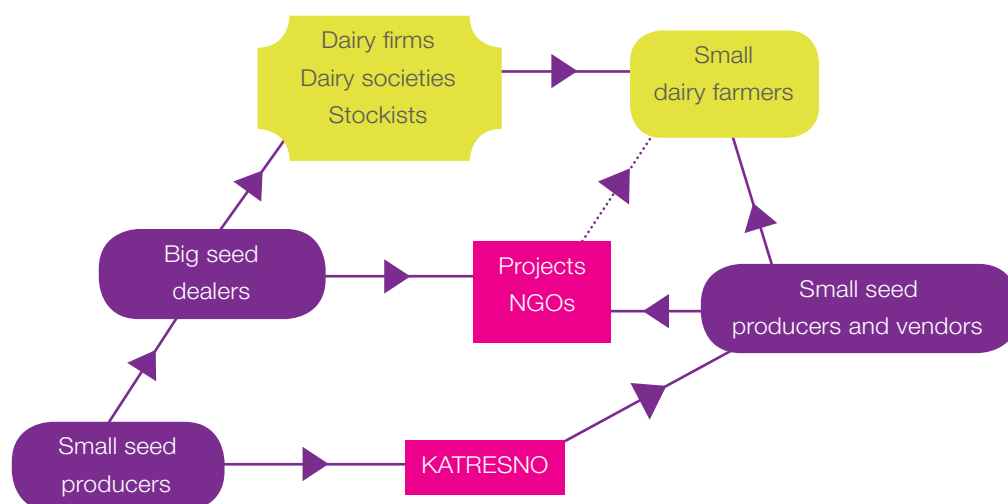 Dairy firms
Dairy societies
Stockists
Small
dairy farmers
Big seed
dealers
Projects
NGOs
Small seed
producers and vendors
Small seed
producers
KATRESNO